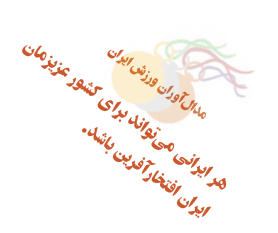 مدال‌آوران ورزش ایران
هر ایرانی می‌تواند برای کشور عزیزمان
ایران افتخارآفرین باشد.